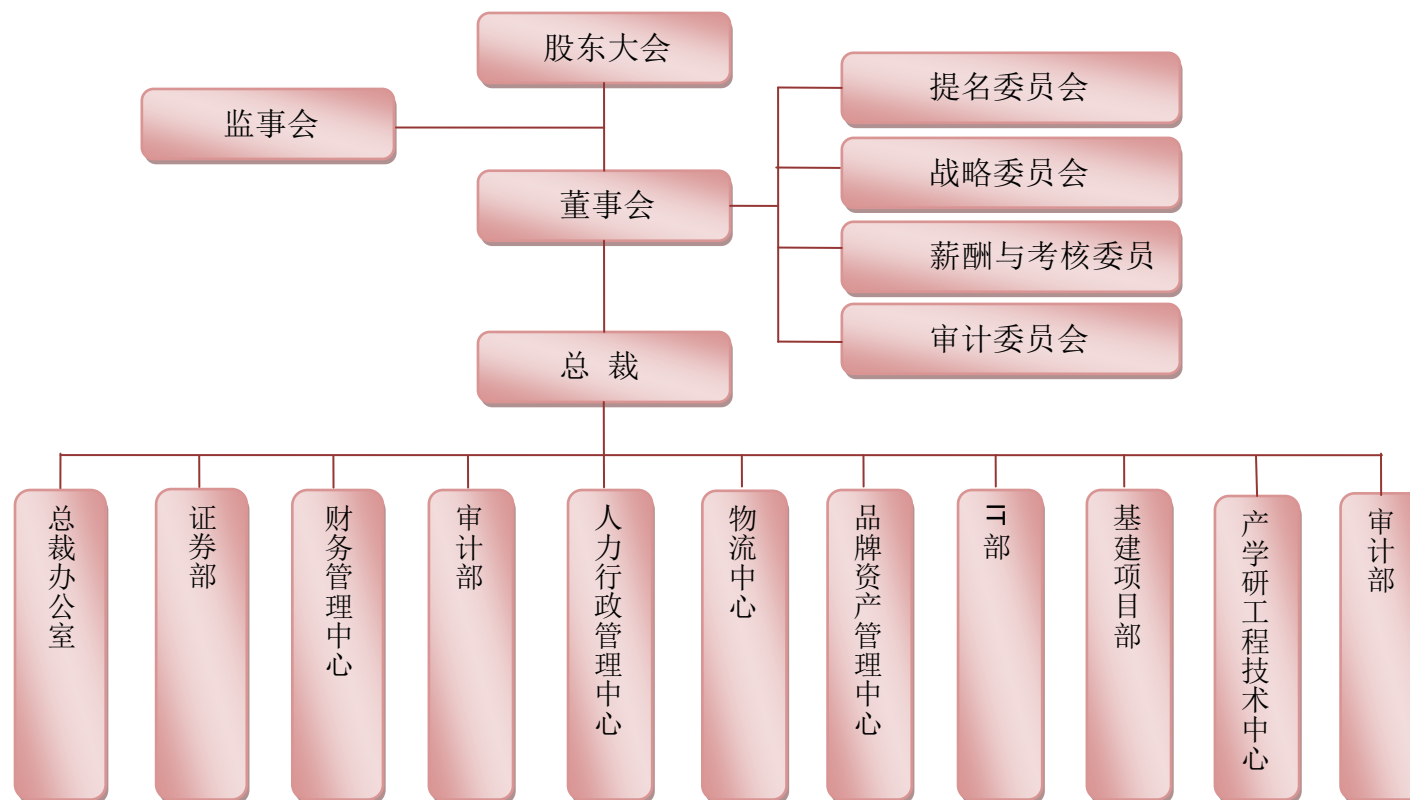 股东大会
监事会
董事会
提名委员会
战略委员会
薪酬与考核委员
审计委员会
总 裁
总裁办公室
证券部
财务管理中心
审计部
人力行政管理中心
物流中心
品牌资产管理中心
IT部
基建项目部
产学研工程技术中心
审计部